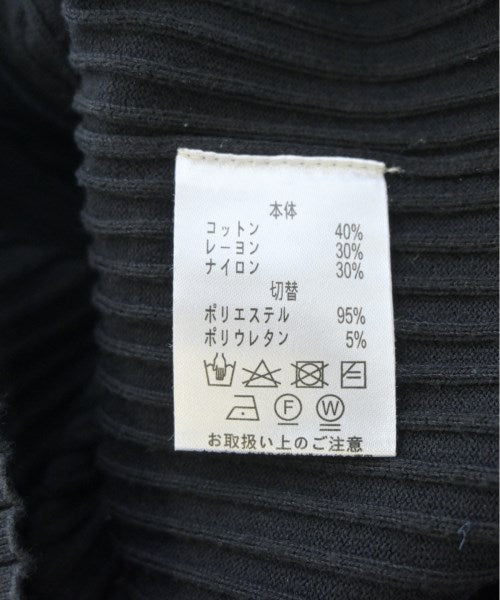 本体
コットン 40%
レーヨン 30%
ナイロン 30%
切替
ポリエステル 95%
ポリウレタン 5%
F W
お取扱い上のご注意